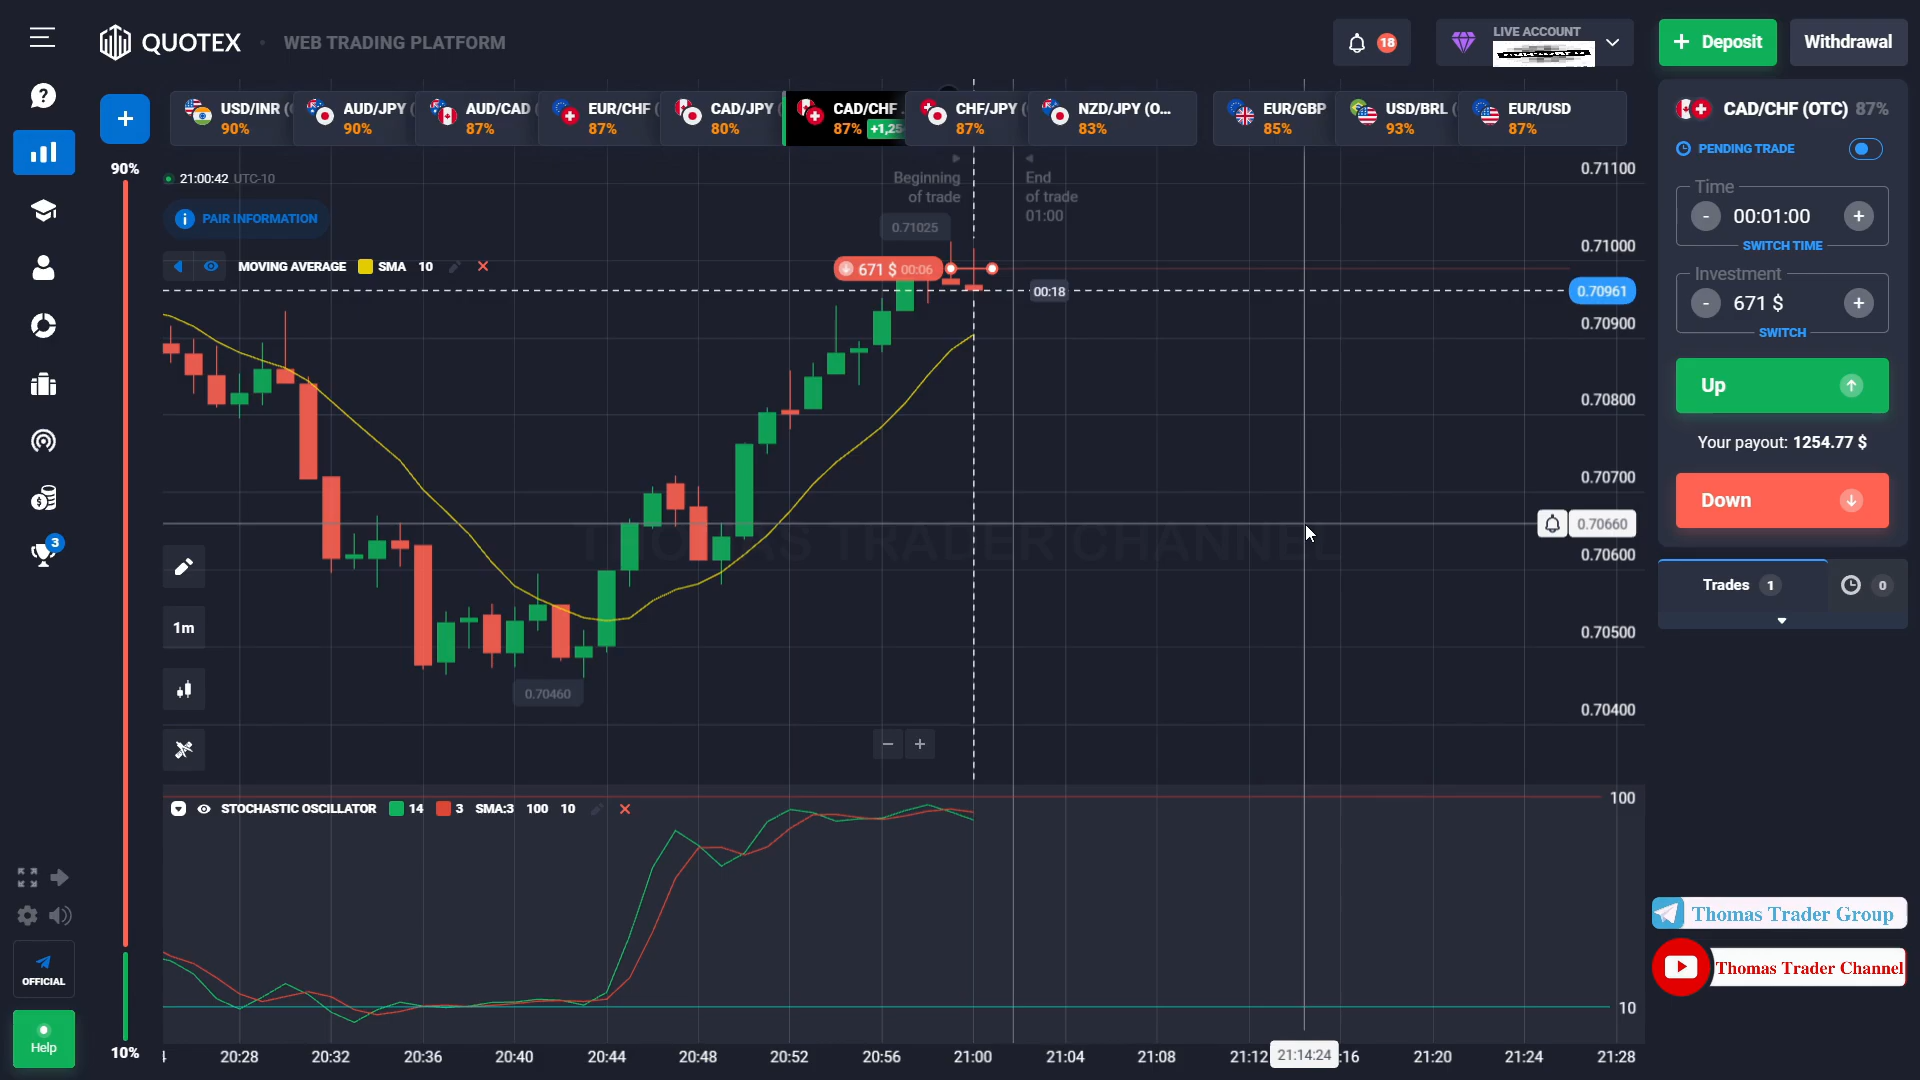 QUOTEX
WEB TRADING PLATFORM
18
LIVE ACCOUNT
+ Deposit
Withdrawal
USD/INR (
90%
AUD/JPY (
90%
AUD/CAD
87%
EUR/CHF (
87%
CAD/JPY (
80%
CAD/CHF
87% +1,25
CHF/JPY (
87%
NZD/JPY (O...
83%
EUR/GBP
85%
USD/BRL (
93%
EUR/USD
87%
CAD/CHF (OTC) 87%
PENDING TRADE
Time
- 00:01:00 +
SWITCH TIME
Investment
- 671 $ +
SWITCH
Up
Your payout: 1254.77 $
Down
Trades 1
0
90%
10%
21:00:42 UTC-10
PAIR INFORMATION
MOVING AVERAGE SMA 10
Beginning
of trade
End
of trade
01:00
0.71025
671 $ 00:06
00:18
0.70961
0.71100
0.71000
0.70900
0.70800
0.70700
0.70660
0.70600
0.70500
0.70400
THOMAS TRADER CHANNEL
0.70460
1m
3
STOCHASTIC OSCILLATOR 14 3 SMA:3 100 10
100
10
20:28 20:32 20:36 20:40 20:44 20:48 20:52 20:56 21:00 21:04 21:08 21:12 21:14:24 :16 21:20 21:24 21:28
OFFICIAL
Help
Thomas Trader Group
Thomas Trader Channel